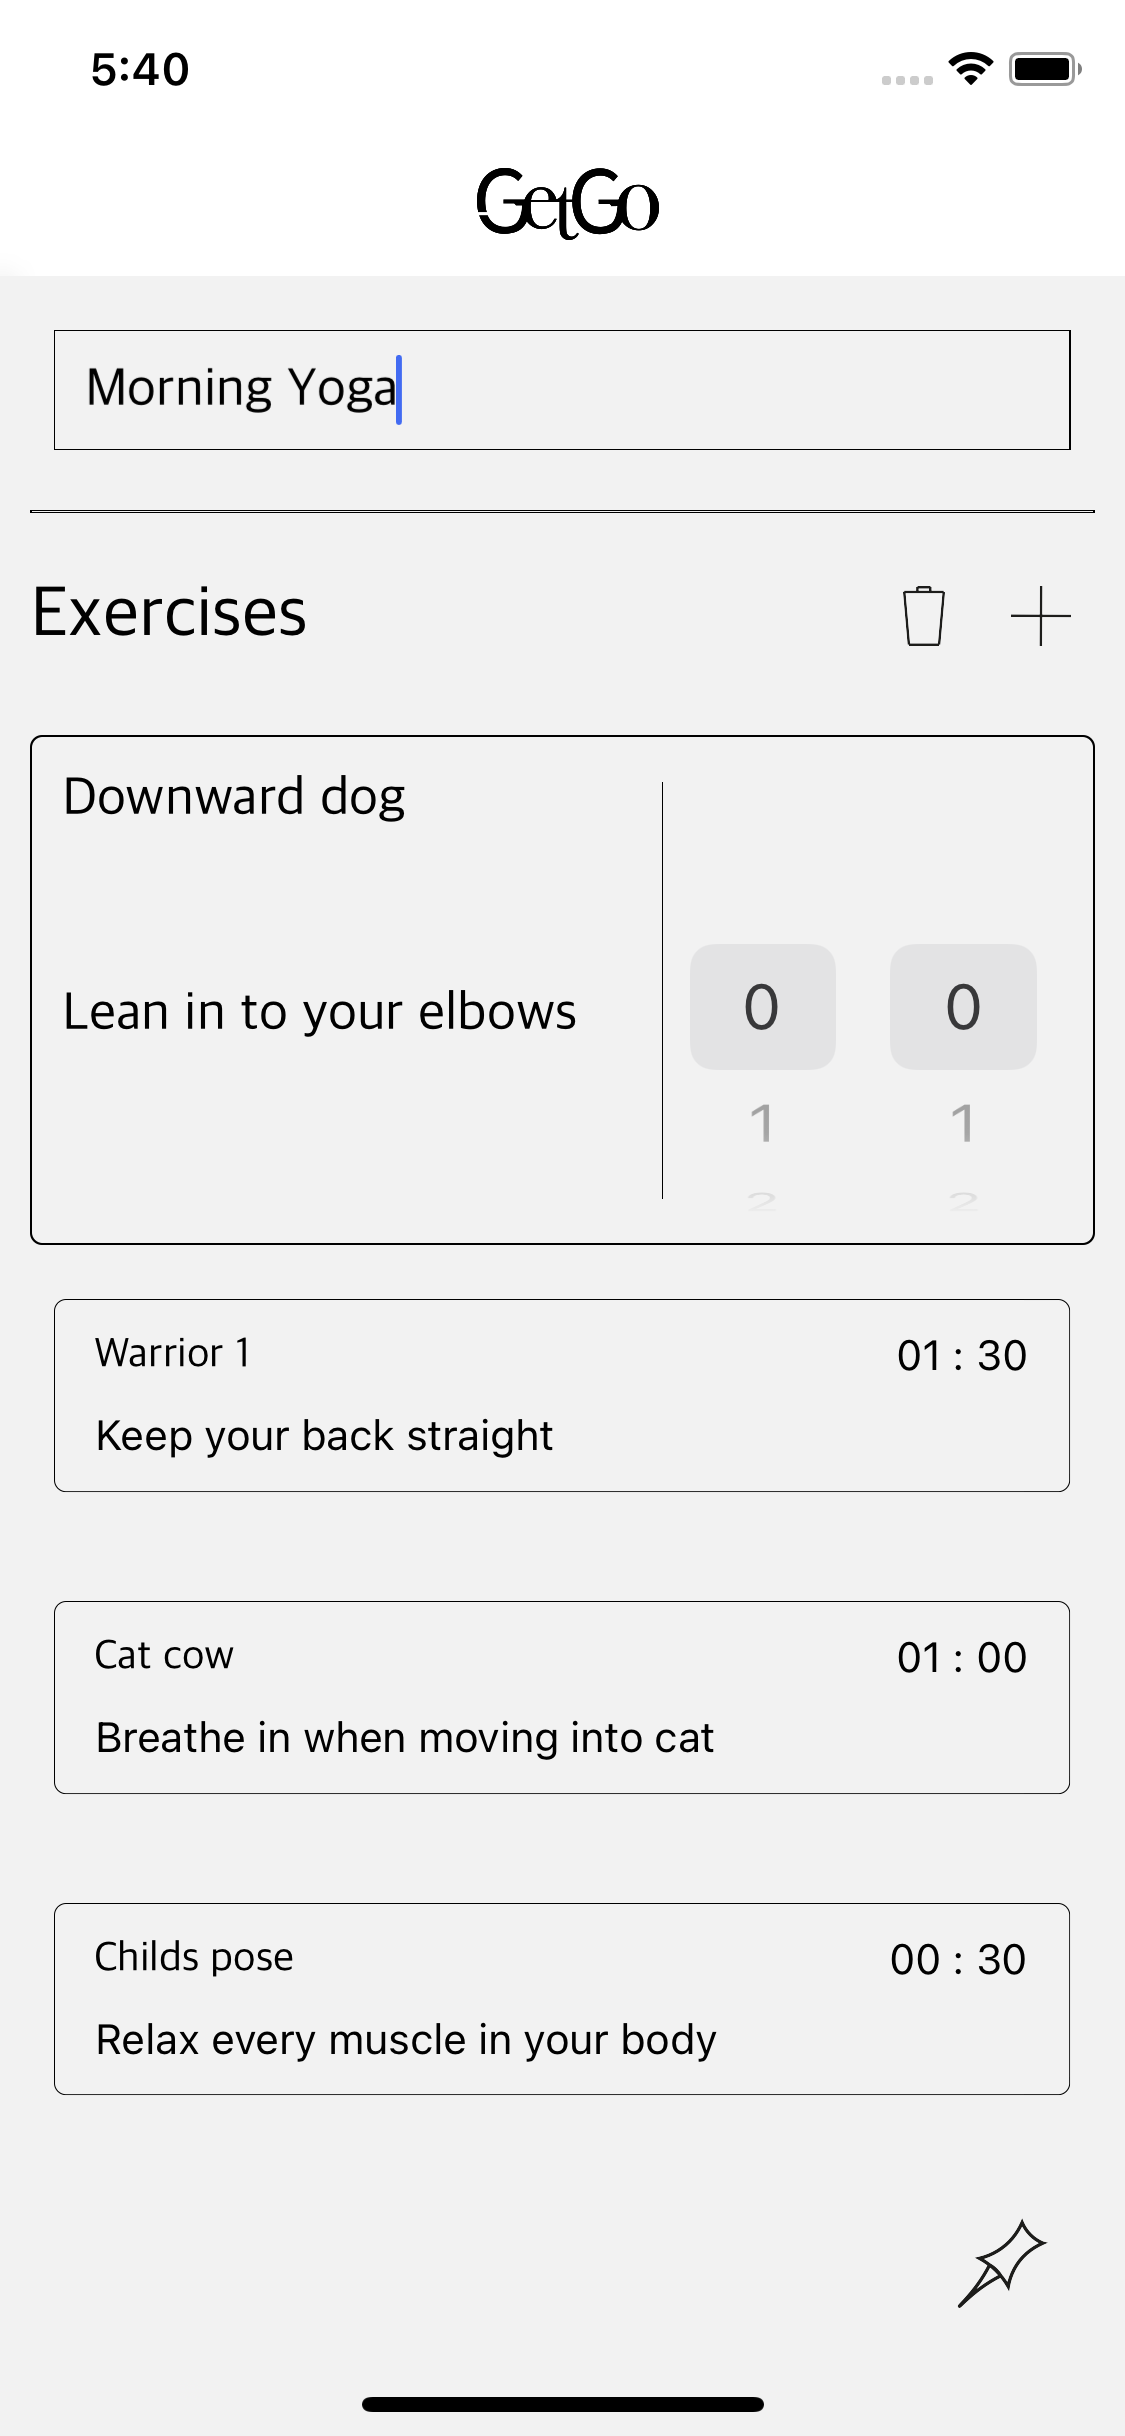 5:40
GetGo
Morning Yoga
Exercises
Downward dog
Lean in to your elbows
0 0
1 1
2 2
Warrior 1 01 : 30
Keep your back straight
Cat cow 01 : 00
Breathe in when moving into cat
Childs pose 00 : 30
Relax every muscle in your body